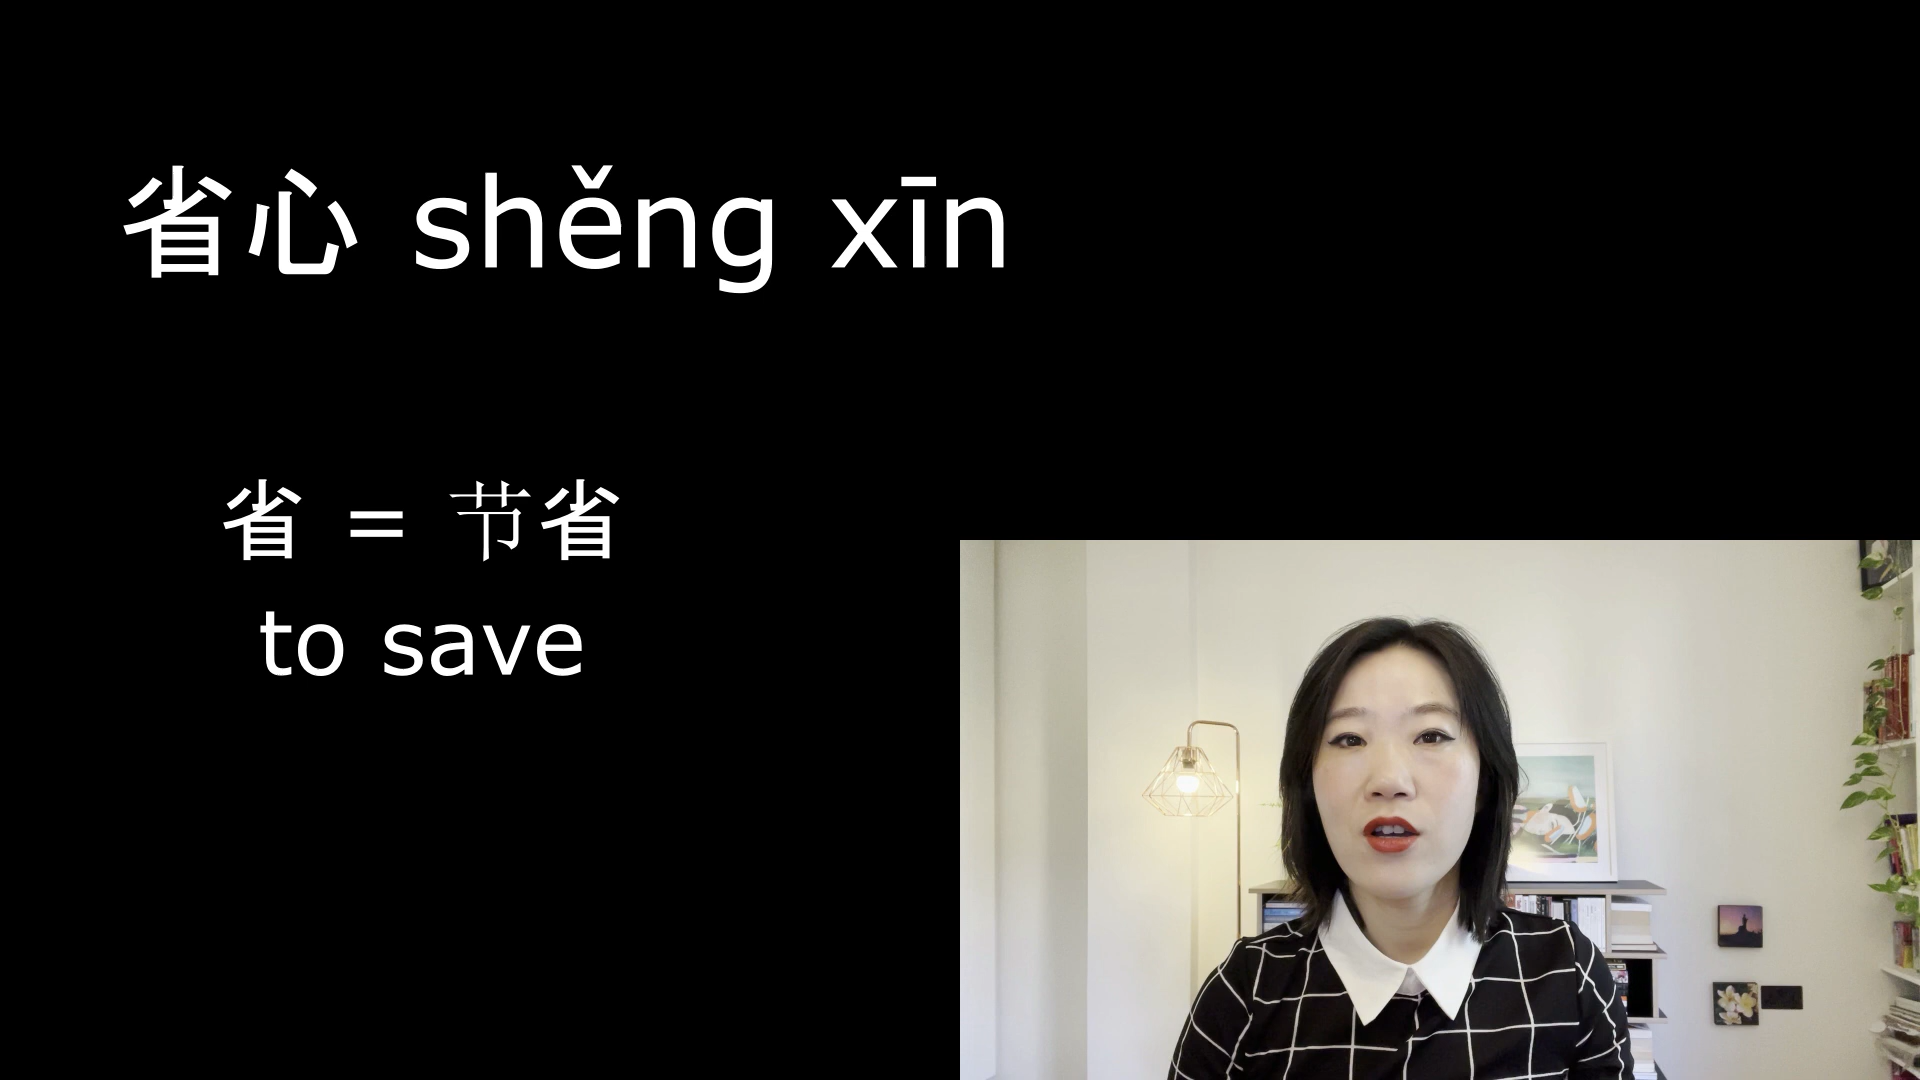 省心 shěng xīn
省 = 节省
to save